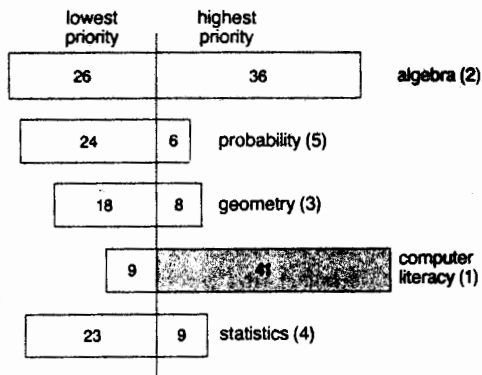 lowest priority
highest priority
26 36 algebra (2)
24 6 probability (5)
18 8 geometry (3)
9 41 computer literacy (1)
23 9 statistics (4)